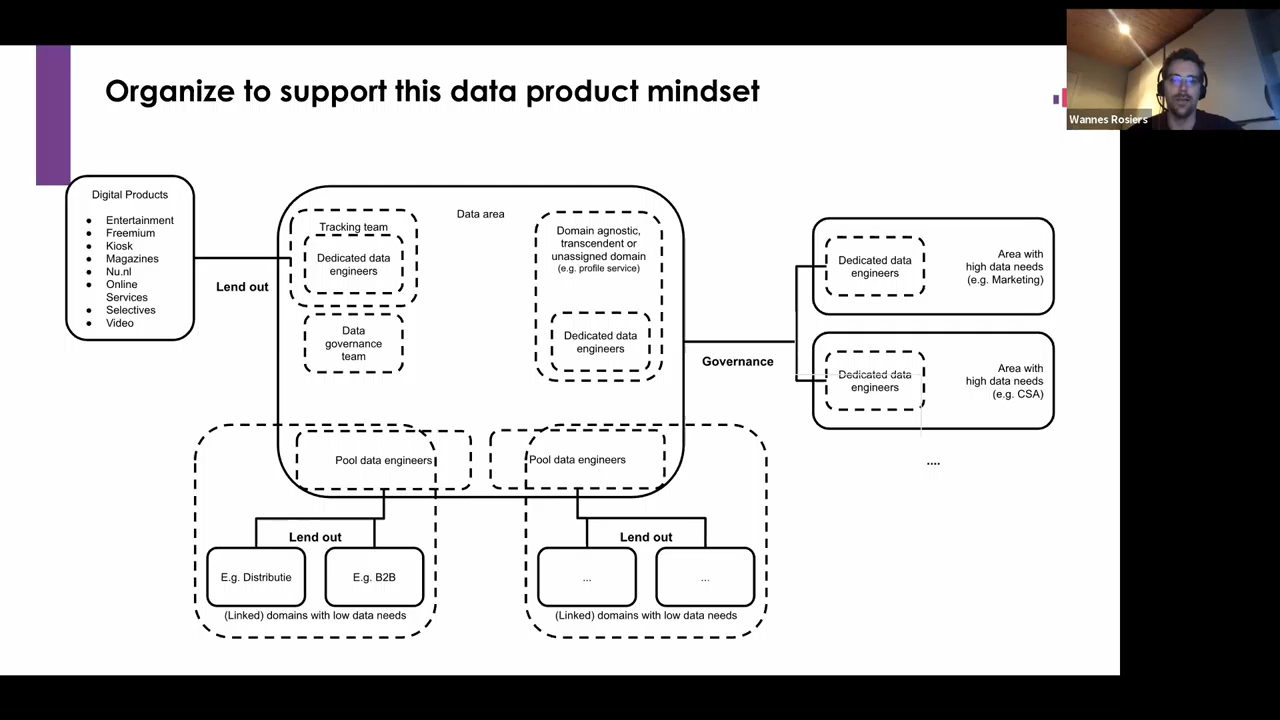 Organize to support this data product mindset
Wannes Rosiers
Digital Products
● Entertainment
● Freemium
● Kiosk
● Magazines
● Nu.nl
● Online
Services
● Selectives
● Video
Lend out
Data area
Tracking team
Dedicated data
engineers
Data
governance
team
Domain agnostic,
transcendent or
unassigned domain
(e.g. profile service)
Dedicated data
engineers
Governance
Dedicated data
engineers
Area with
high data needs
(e.g. Marketing)
Dedicated data
engineers
Area with
high data needs
(e.g. CSA)
....
Pool data engineers
Pool data engineers
Lend out
Lend out
E.g. Distributie
E.g. B2B
...
...
(Linked) domains with low data needs
(Linked) domains with low data needs